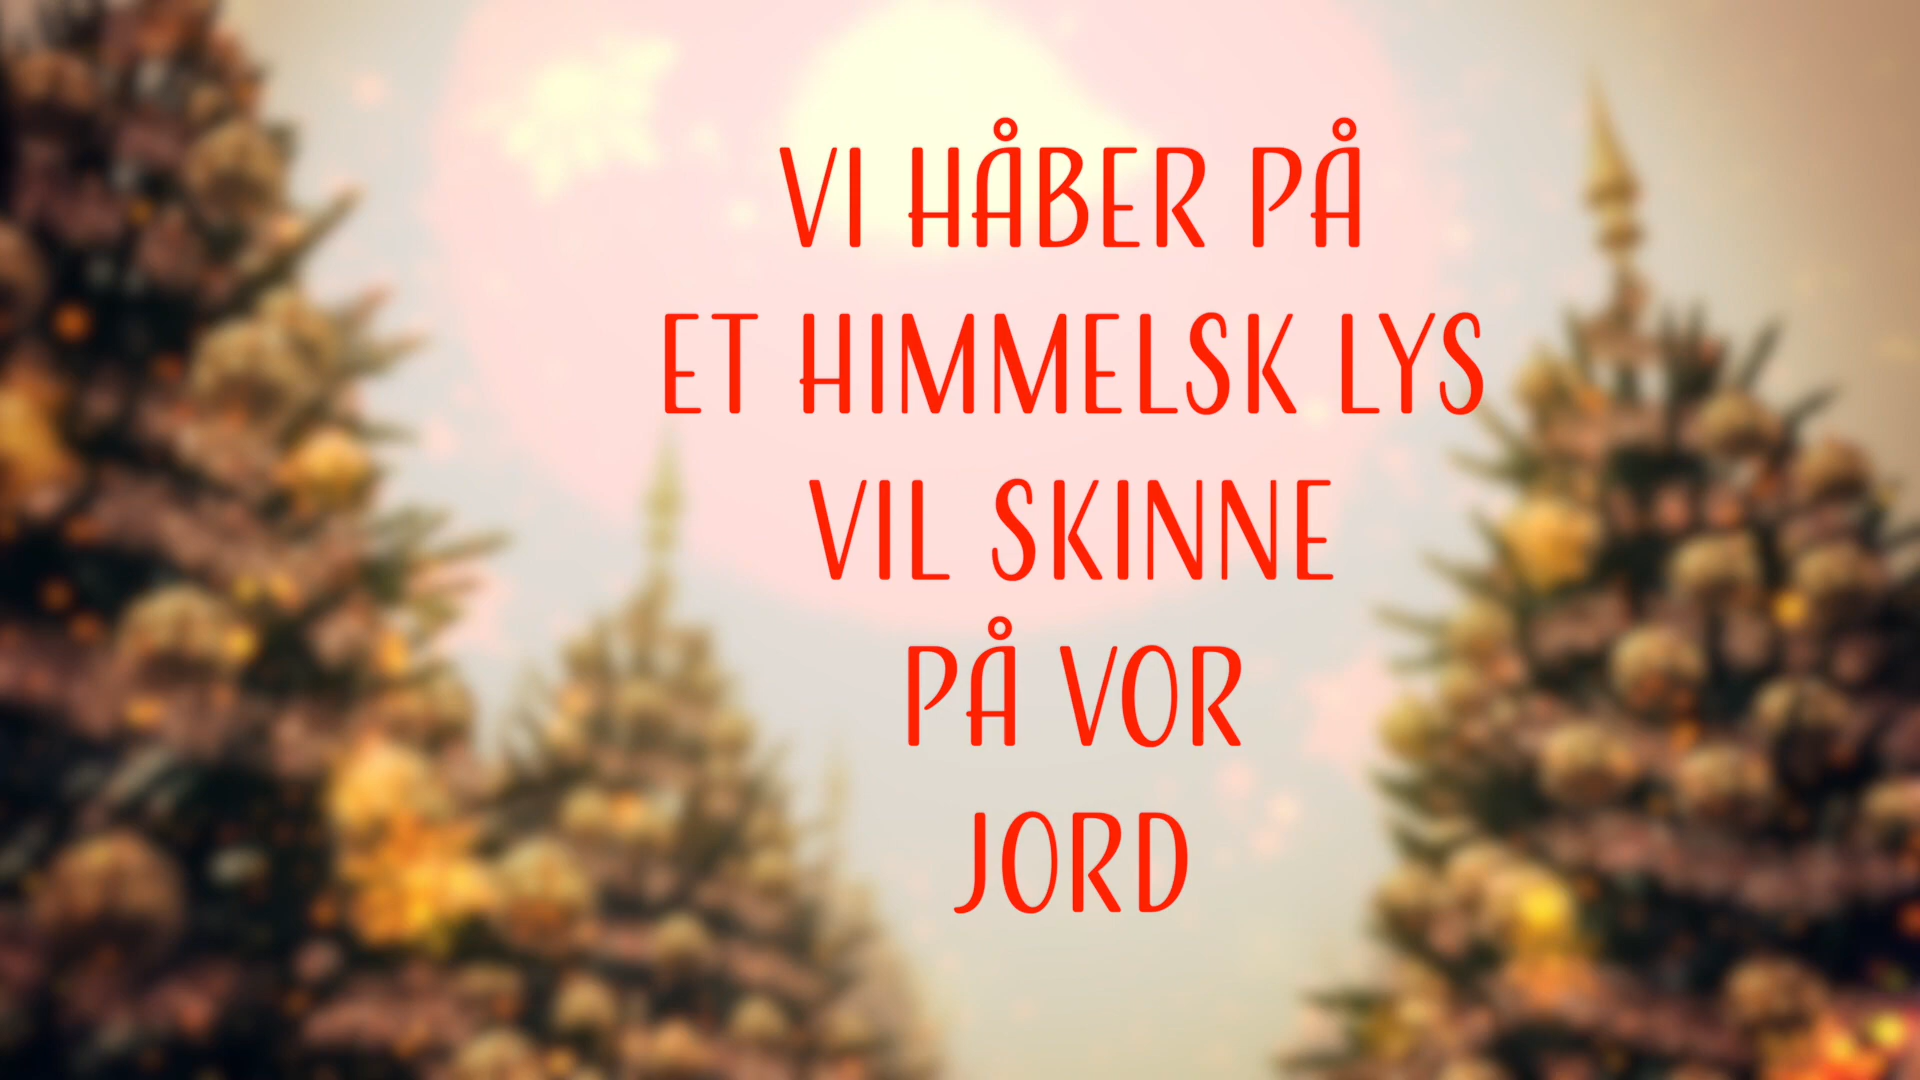 VI HÅBER PÅ
ET HIMMELSK LYS
VIL SKINNE
PÅ VOR
JORD